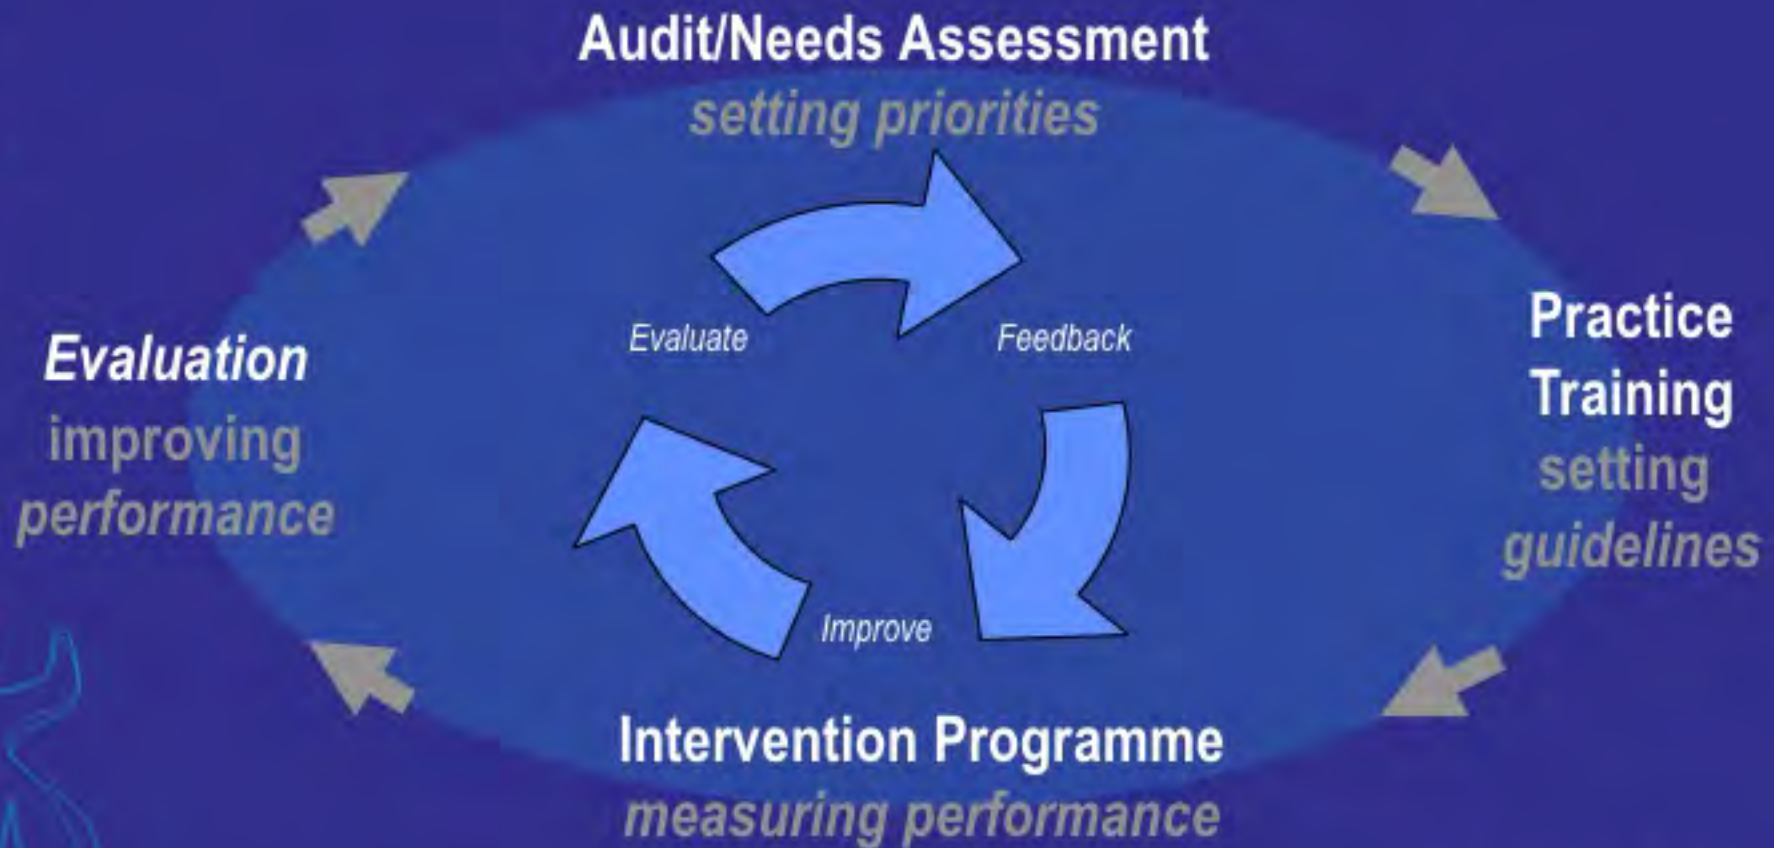 Audit/Needs Assessment
setting priorities
Evaluate
Feedback
Evaluation
improving
performance
Practice
Training
setting
guidelines
Improve
Intervention Programme
measuring performance